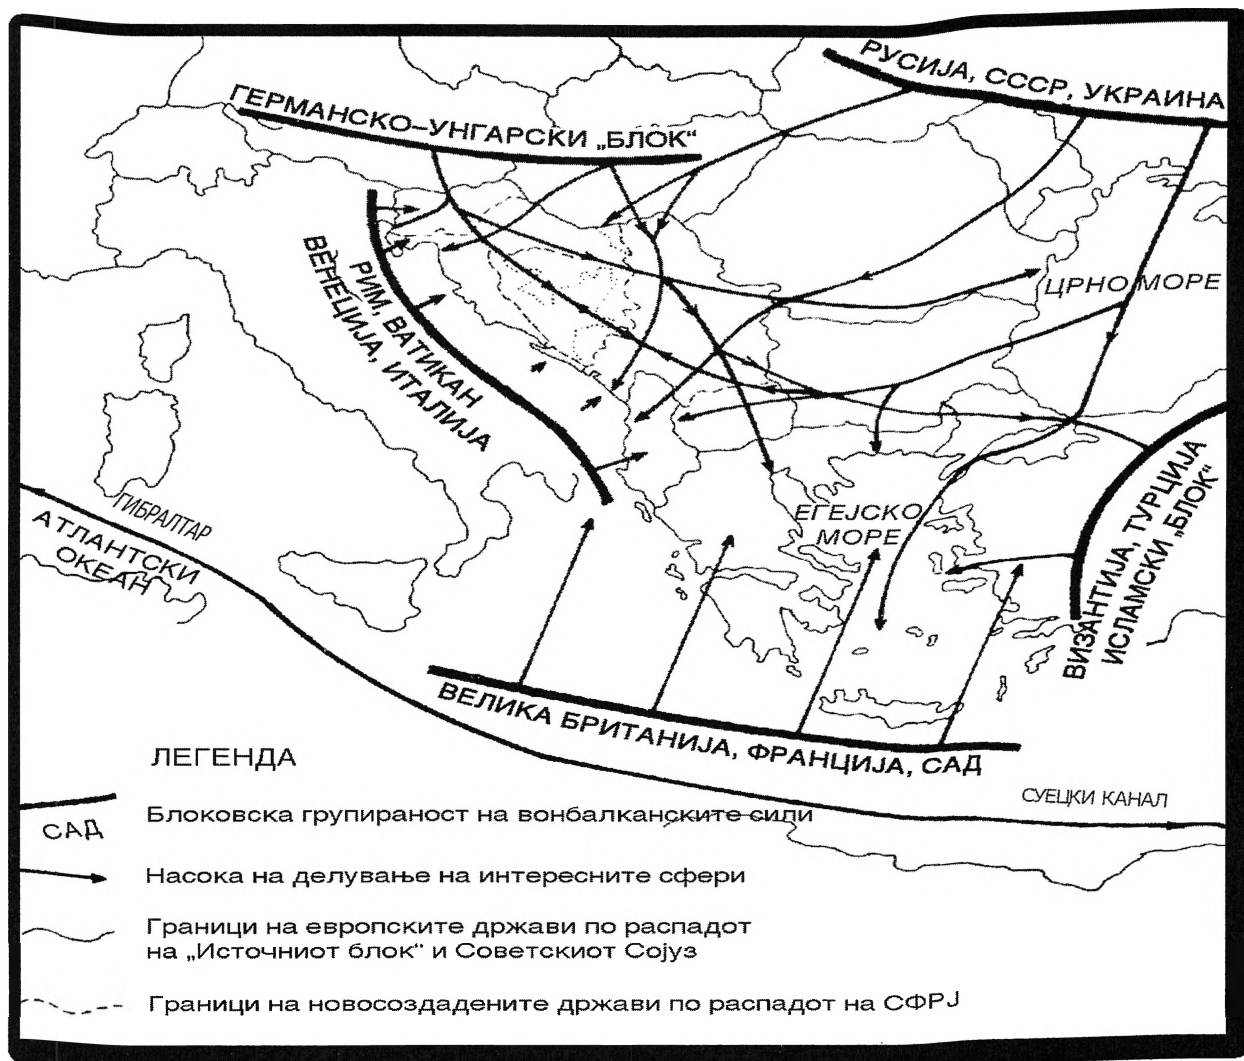 РУСИЈА, СССР, УКРАИНА
ГЕРМАНСКО–УНГАРСКИ „БЛОК“
РИМ, ВАТИКАН
ВЕНЕЦИЈА, ИТАЛИЈА
ЦРНО МОРЕ
ЕГЕЈСКО
МОРЕ
ВИЗАНТИЈА, ТУРЦИЈА
ИСЛАМСКИ „БЛОК“
ГИБРАЛТАР
АТЛАНТСКИ
ОКЕАН
ВЕЛИКА БРИТАНИЈА, ФРАНЦИЈА, САД
СУЕЦКИ КАНАЛ
ЛЕГЕНДА
САД
Блоковска групираност на вонбалканските сили
Насока на делување на интересните сфери
Граници на европските држави по распадот
на „Источниот блок“ и Советскиот Сојуз
Граници на новосоздадените држави по распадот на СФРЈ